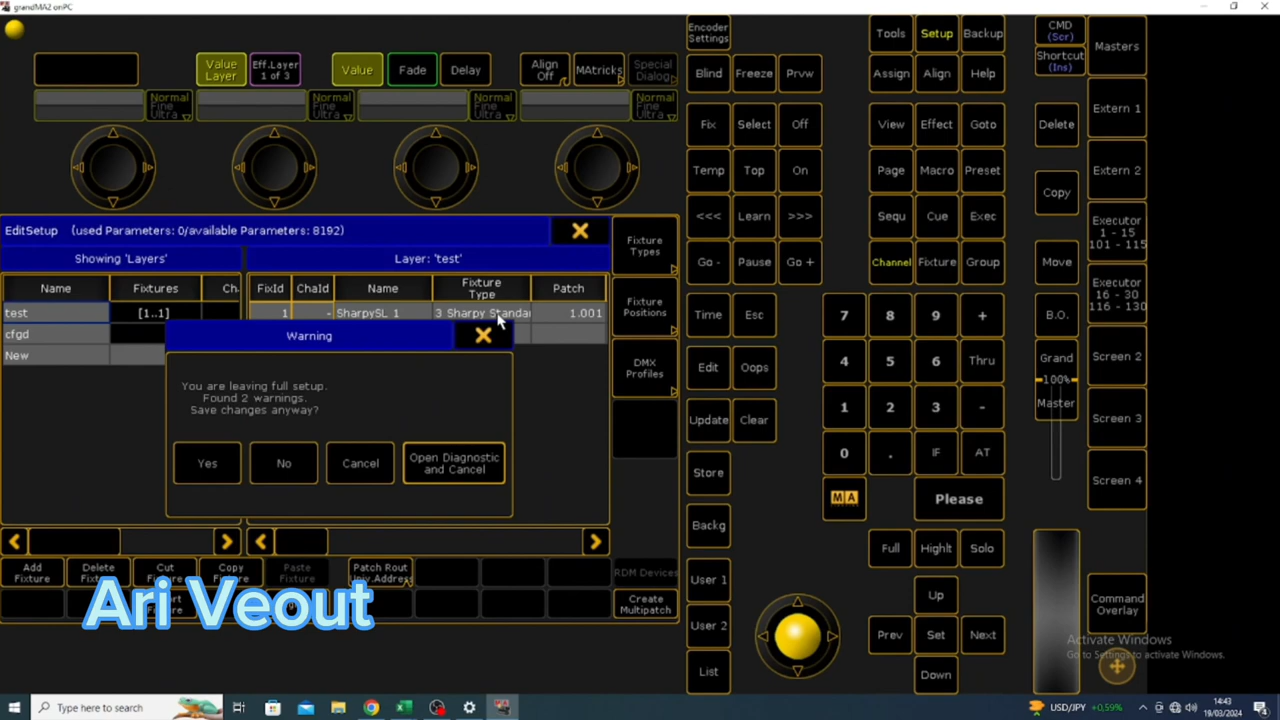 grandMA2 onPC
Value
Layer
Eff.Layer
1 of 3
Value
Fade
Delay
Align
Off
MAtricks
Special
Dialog
Normal
Fine
Ultra
Normal
Fine
Ultra
Normal
Fine
Ultra
Normal
Fine
Ultra
EditSetup (used Parameters: 0/available Parameters: 8192)
Showing 'Layers'
Layer: 'test'
Name
Fixtures
Ch
FixId
ChaId
Name
Fixture
Type
Patch
test
[1..1]
1
-
SharpySL 1
3 Sharpy Standa
1.001
cfgd
New
Warning
You are leaving full setup.
Found 2 warnings.
Save changes anyway?
Yes
No
Cancel
Open Diagnostic
and Cancel
Fixture
Types
Fixture
Positions
DMX
Profiles
Add
Fixture
Delete
Cut
Copy
Paste
Fixture
Patch Rout
Univ.Address
RDM Devices
Create
Multipatch
Ari Veout
Encoder
Settings
Tools
Setup
Backup
Blind
Freeze
Prvw
Assign
Align
Help
Fix
Select
Off
View
Effect
Goto
Temp
Top
On
Page
Macro
Preset
<<<
Learn
>>>
Sequ
Cue
Exec
Go -
Pause
Go +
Channel
Fixture
Group
Time
Esc
7
8
9
+
Edit
Oops
4
5
6
Thru
Update
Clear
1
2
3
-
Store
0
.
IF
AT
MA
Please
Backg
Full
Highlt
Solo
User 1
User 2
List
Up
Prev
Set
Next
Down
CMD
(Scr)
Shortcut
(Ins)
Delete
Copy
Move
B.O.
Grand
100%
Master
Masters
Extern 1
Extern 2
Executor
1 - 15
101 - 115
Executor
16 - 30
116 - 130
Screen 2
Screen 3
Screen 4
Command
Overlay
Activate Windows
Go to Settings to activate Windows.
Type here to search
USD/JPY +0,59%
14:43
19/03/2024
4